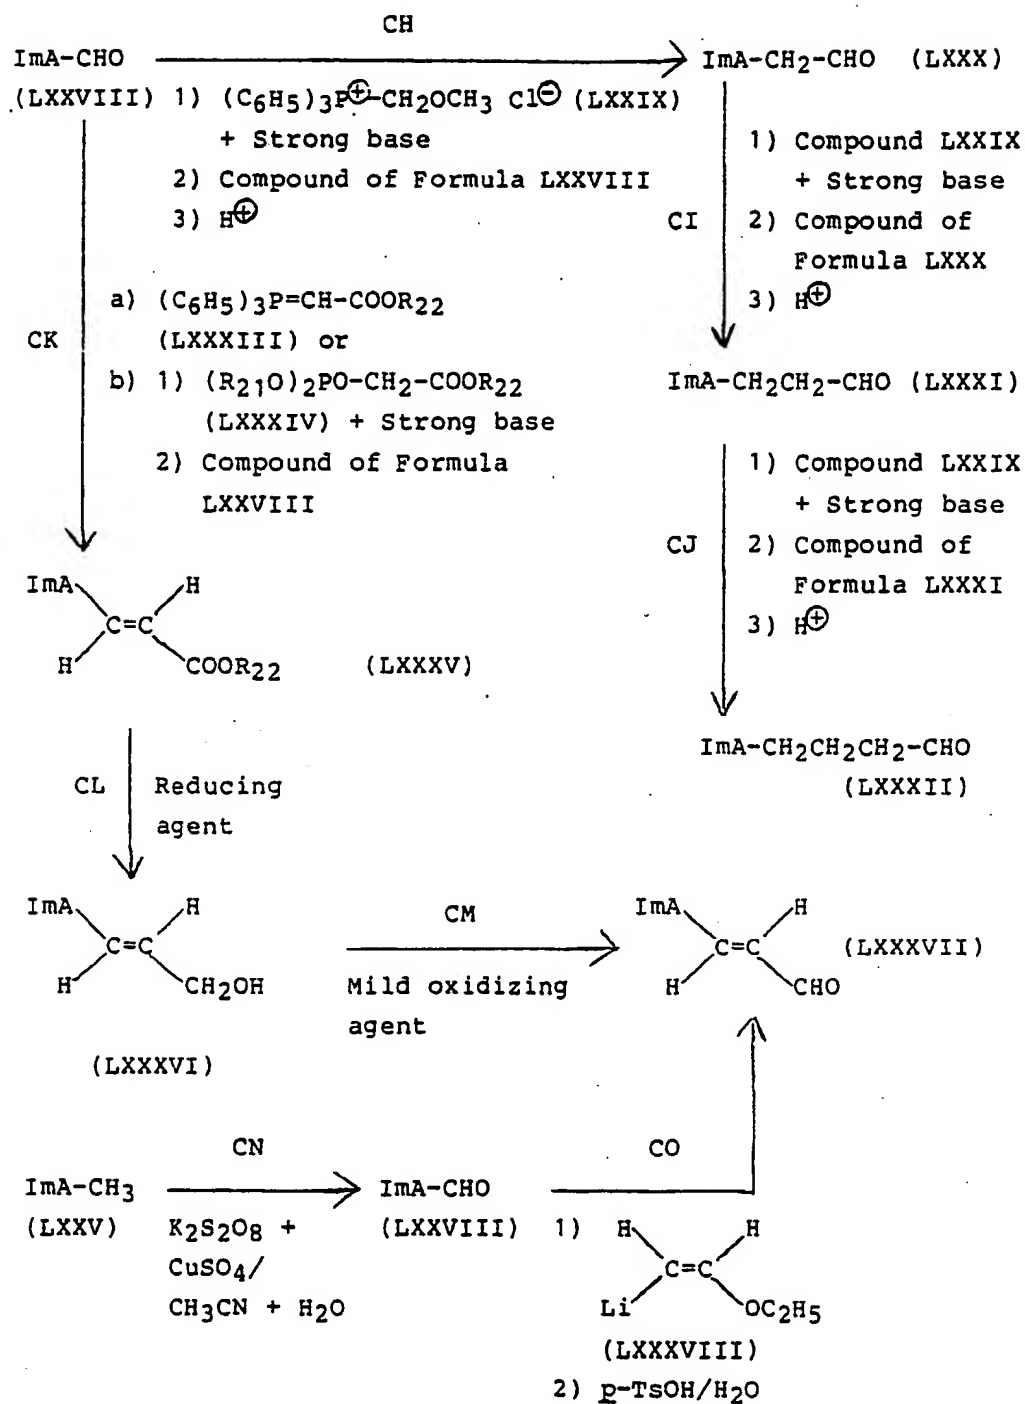 CH
ImA-CHO
ImA-CH2-CHO (LXXX)
(LXXVIII) 1) (C6H5)3P⊕-CH2OCH3 Cl⊖ (LXXIX)
+ Strong base
2) Compound of Formula LXXVIII
3) H⊕
CI
1) Compound LXXIX
+ Strong base
2) Compound of
Formula LXXX
3) H⊕
CK
a) (C6H5)3P=CH-COOR22
(LXXXIII) or
b) 1) (R21O)2PO-CH2-COOR22
(LXXXIV) + Strong base
2) Compound of Formula
LXXVIII
ImA-CH2CH2-CHO (LXXXI)
CJ
1) Compound LXXIX
+ Strong base
2) Compound of
Formula LXXXI
3) H⊕
ImA H
C=C
H COOR22 (LXXXV)
ImA-CH2CH2CH2-CHO
(LXXXII)
CL Reducing
agent
ImA H
C=C
H CH2OH
(LXXXVI)
CM
Mild oxidizing
agent
ImA H
C=C (LXXXVII)
H CHO
CN
ImA-CH3
(LXXV)
K2S2O8 +
CuSO4/
CH3CN + H2O
ImA-CHO
(LXXVIII)
CO
1) H H
C=C
Li OC2H5
(LXXXVIII)
2) p-TsOH/H2O